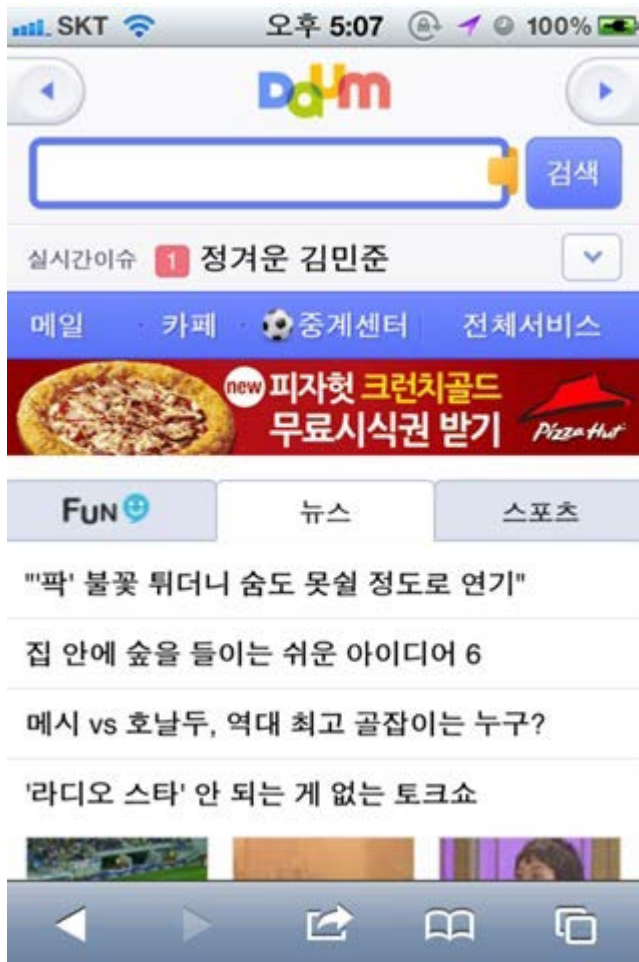 SKT 오후 5:07 100%
Daum
검색
실시간이슈 1 정겨운 김민준
메일 카페 중계센터 전체서비스
new 피자헛 크런치골드
무료시식권 받기 Pizza Hut
FUN 뉴스 스포츠
"'팍' 불꽃 튀더니 숨도 못쉴 정도로 연기"
집 안에 숲을 들이는 쉬운 아이디어 6
메시 vs 호날두, 역대 최고 골잡이는 누구?
'라디오 스타' 안 되는 게 없는 토크쇼